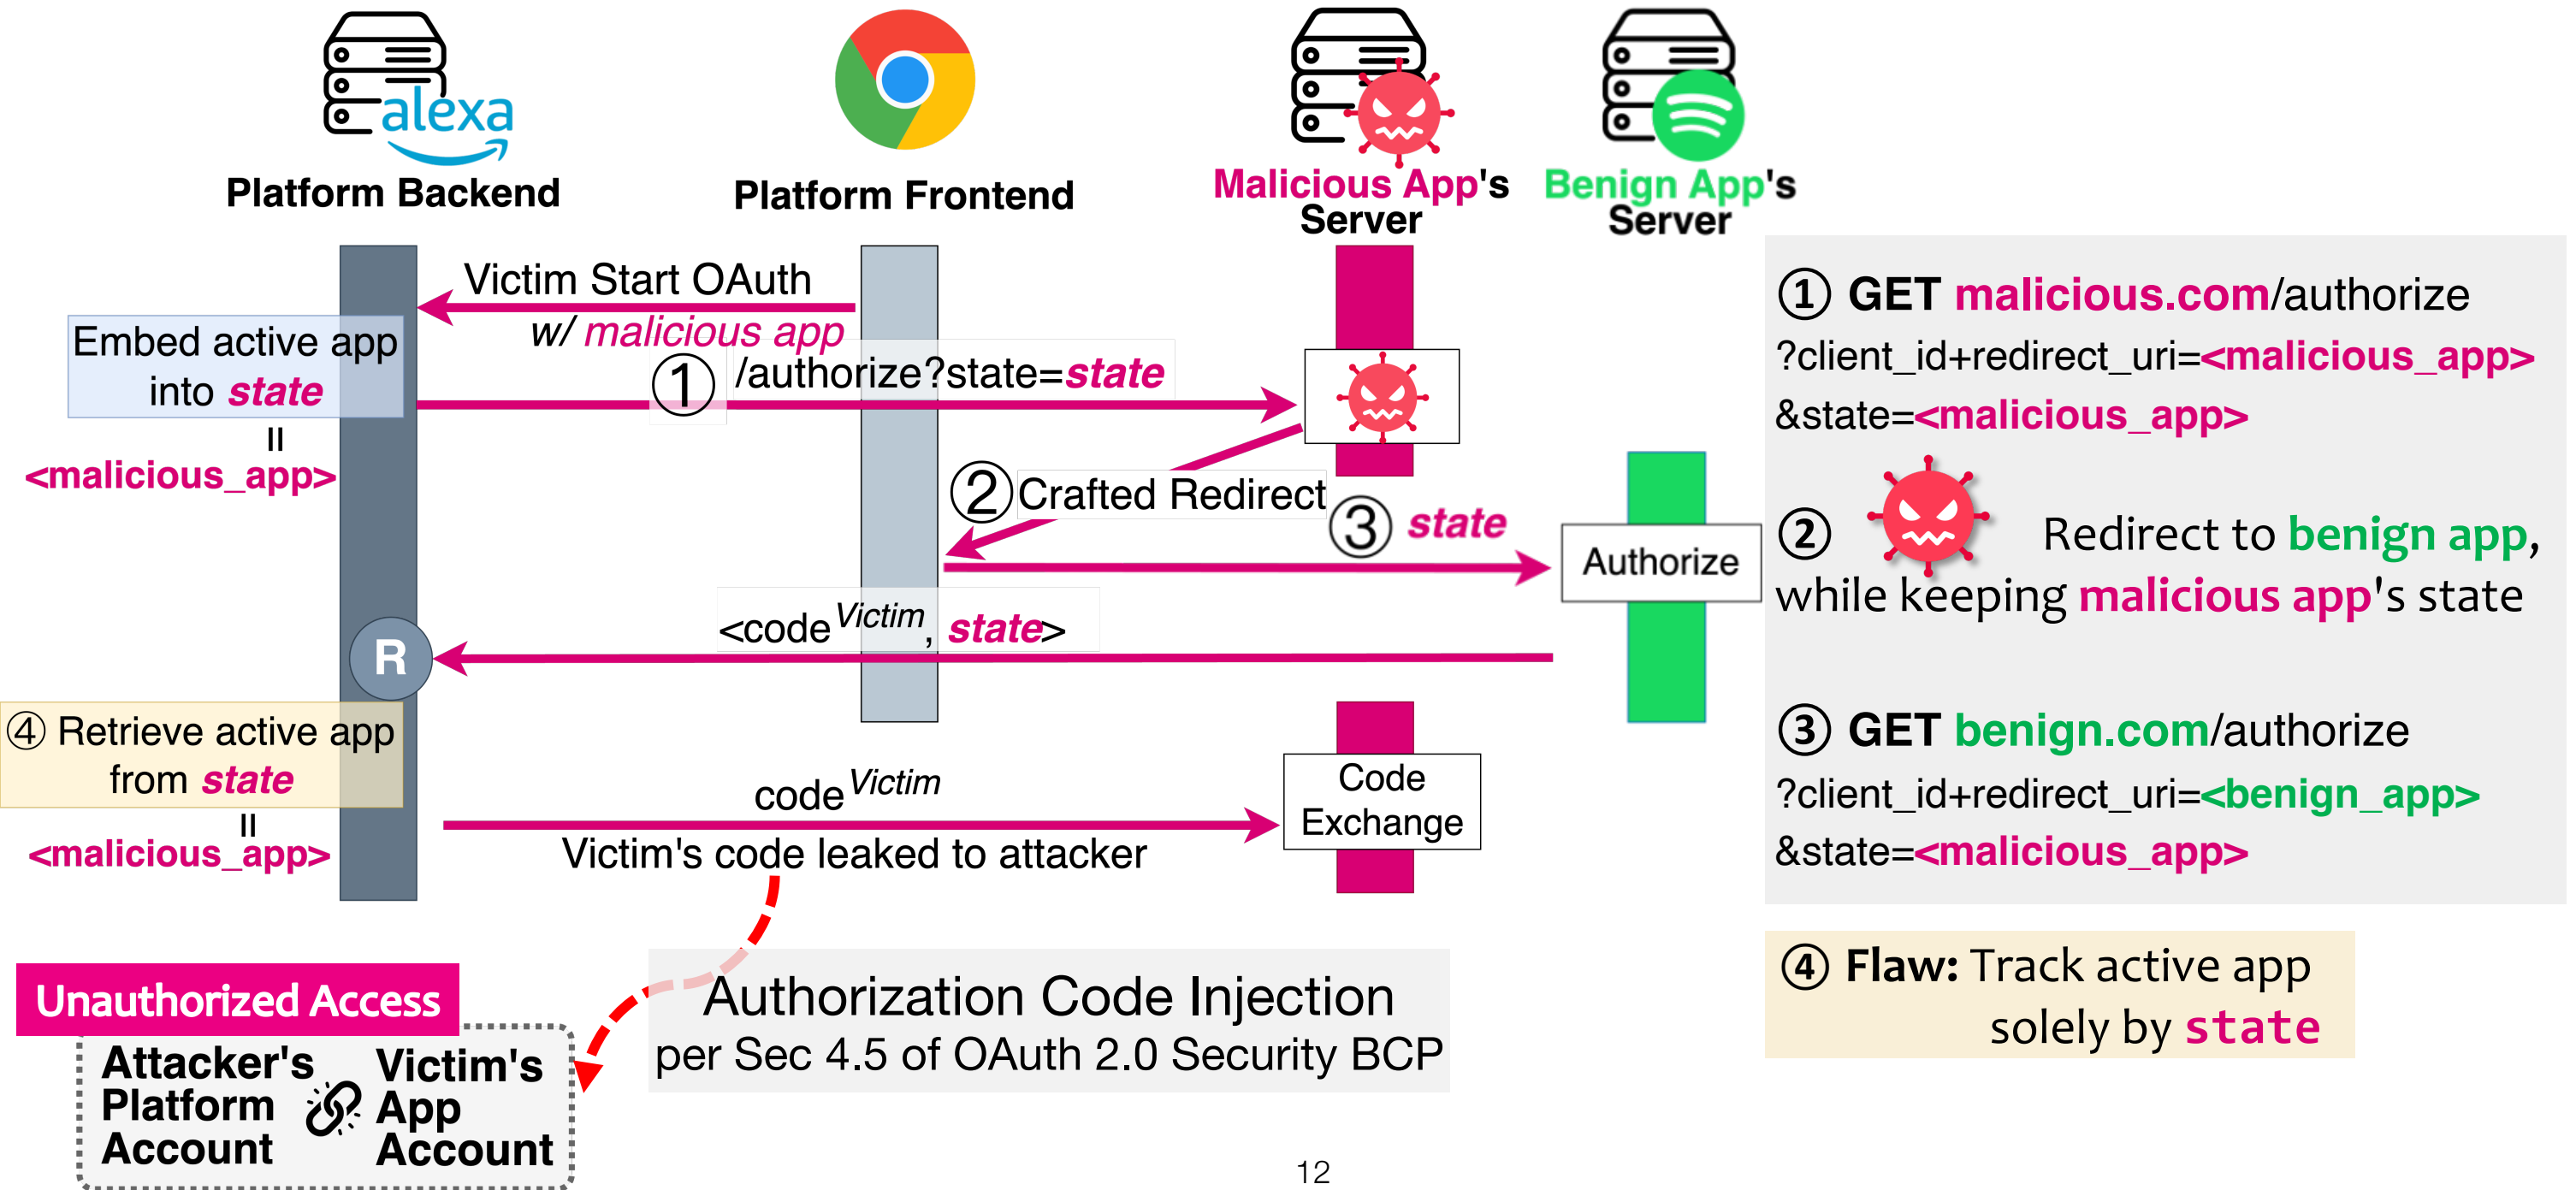 alexa
Platform Backend
Platform Frontend
Malicious App's
Server
Benign App's
Server
Victim Start OAuth
w/ malicious app
Embed active app
into state
=
<malicious_app>
① /authorize?state=state
② Crafted Redirect
③ state
Authorize
<code^Victim, state>
R
④ Retrieve active app
from state
=
<malicious_app>
code^Victim
Victim's code leaked to attacker
Code
Exchange
① GET malicious.com/authorize
?client_id+redirect_uri=<malicious_app>
&state=<malicious_app>
② Redirect to benign app,
while keeping malicious app's state
③ GET benign.com/authorize
?client_id+redirect_uri=<benign_app>
&state=<malicious_app>
④ Flaw: Track active app
solely by state
Unauthorized Access
Attacker's
Platform
Account
Victim's
App
Account
Authorization Code Injection
per Sec 4.5 of OAuth 2.0 Security BCP
12